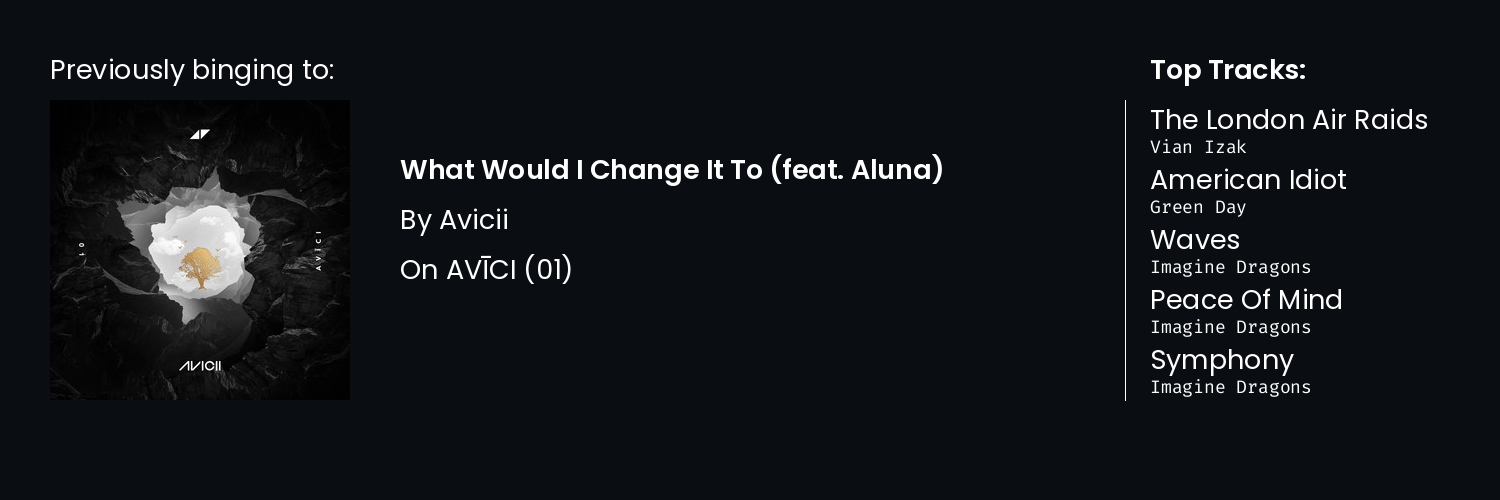 Previously binging to:
01
AVĪCI
AVICII
What Would I Change It To (feat. Aluna)
By Avicii
On AVĪCI (01)
Top Tracks:
The London Air Raids
Vian Izak
American Idiot
Green Day
Waves
Imagine Dragons
Peace Of Mind
Imagine Dragons
Symphony
Imagine Dragons